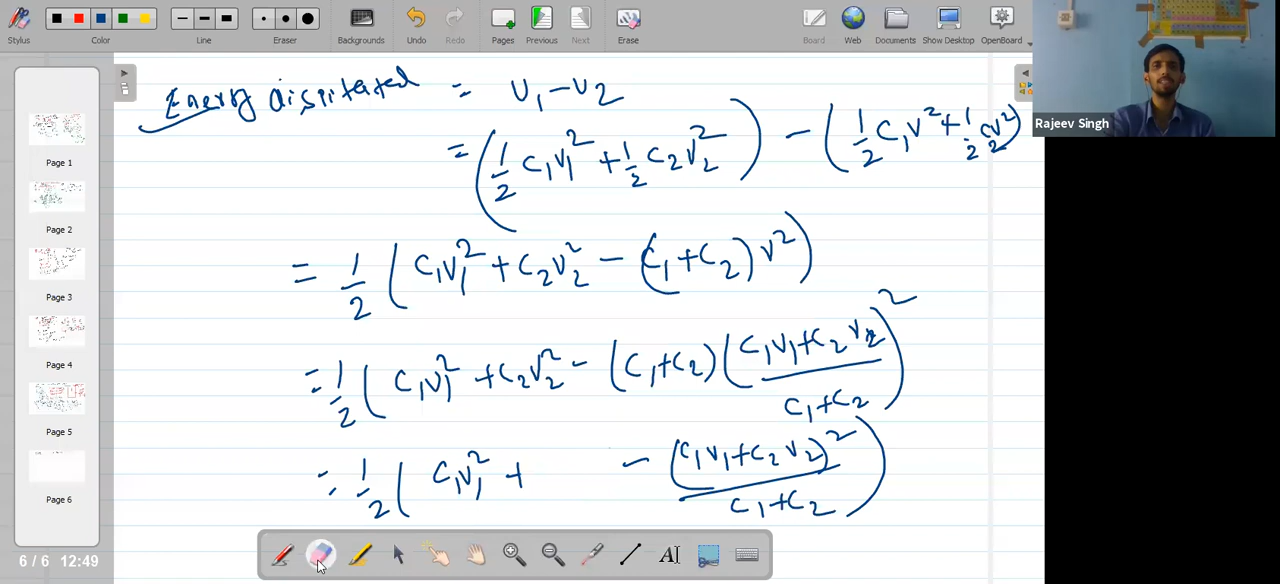 Stylus Color Line Eraser Backgrounds Undo Redo Pages Previous Next Erase Board Web Documents Show Desktop OpenBoard
Rajeev Singh
Page 1
Page 2
Page 3
Page 4
Page 5
Page 6
Energy dissipated = U₁ - U₂
= (1/2 C₁V₁² + 1/2 C₂V₂²) - (1/2 C₁V² + 1/2 C₂V²)
= 1/2 (C₁V₁² + C₂V₂² - (C₁+C₂) V²)
= 1/2 (C₁V₁² + C₂V₂² - (C₁+C₂) (C₁V₁+C₂V₂ / C₁+C₂)²
= 1/2 (C₁V₁² + - (C₁V₁+C₂V₂)² / C₁+C₂)
6 / 6 12:49